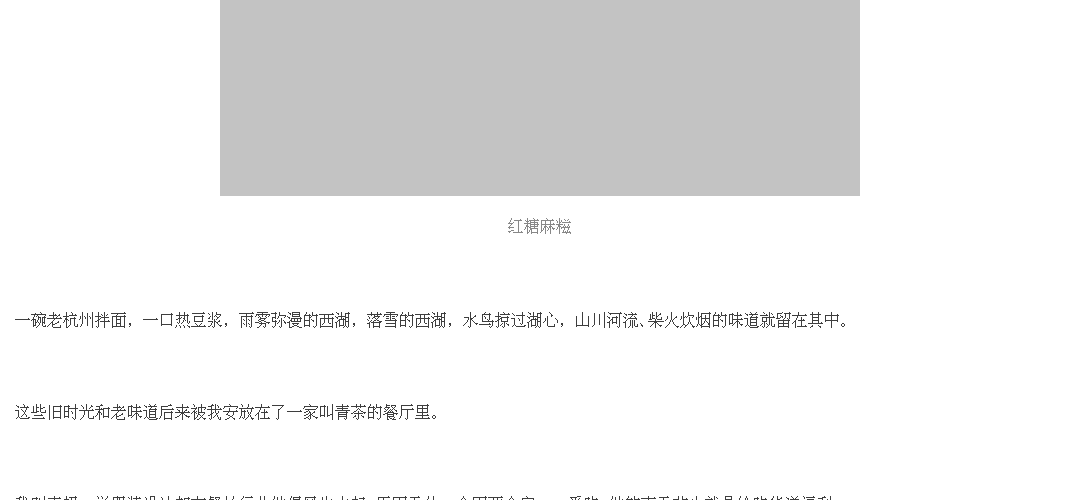 红糖麻糍
一碗老杭州拌面，一口热豆浆，雨雾弥漫的西湖，落雪的西湖，水鸟掠过湖心，山川河流、柴火炊烟的味道就留在其中。
这些旧时光和老味道后来被我安放在了一家叫青茶的餐厅里。